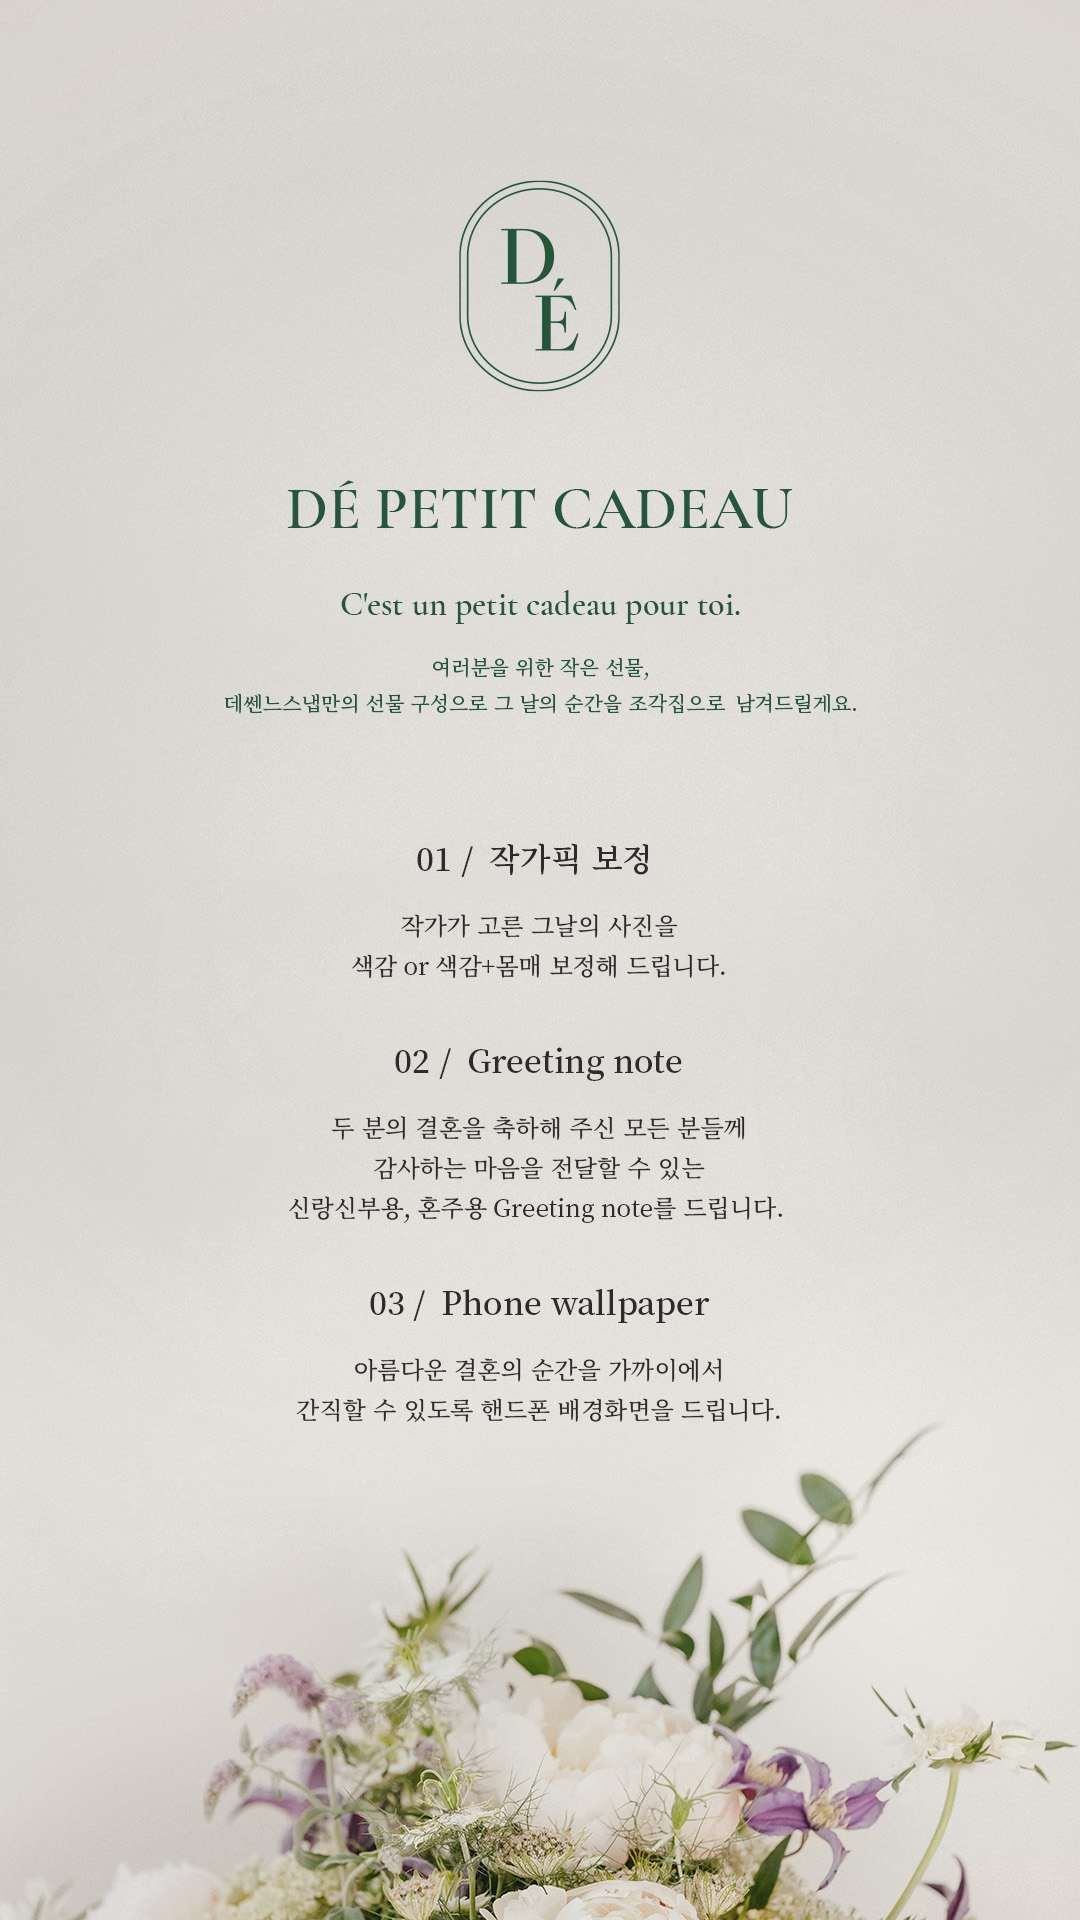 D
É
DÉ PETIT CADEAU
C'est un petit cadeau pour toi.
여러분을 위한 작은 선물,
데쎈느스냅만의 선물 구성으로 그 날의 순간을 조각집으로 남겨드릴게요.
01 / 작가픽 보정
작가가 고른 그날의 사진을
색감 or 색감+몸매 보정해 드립니다.
02 / Greeting note
두 분의 결혼을 축하해 주신 모든 분들께
감사하는 마음을 전달할 수 있는
신랑신부용, 혼주용 Greeting note를 드립니다.
03 / Phone wallpaper
아름다운 결혼의 순간을 가까이에서
간직할 수 있도록 핸드폰 배경화면을 드립니다.